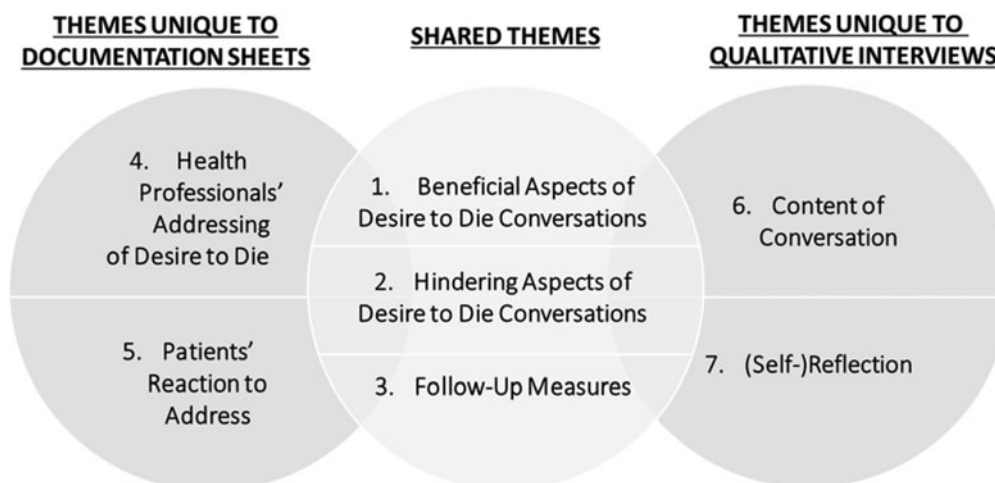 THEMES UNIQUE TO
DOCUMENTATION SHEETS
SHARED THEMES
THEMES UNIQUE TO
QUALITATIVE INTERVIEWS
4. Health
Professionals’
Addressing
of Desire to Die
5. Patients’
Reaction to
Address
1. Beneficial Aspects of
Desire to Die Conversations
2. Hindering Aspects of
Desire to Die Conversations
3. Follow-Up Measures
6. Content of
Conversation
7. (Self-)Reflection